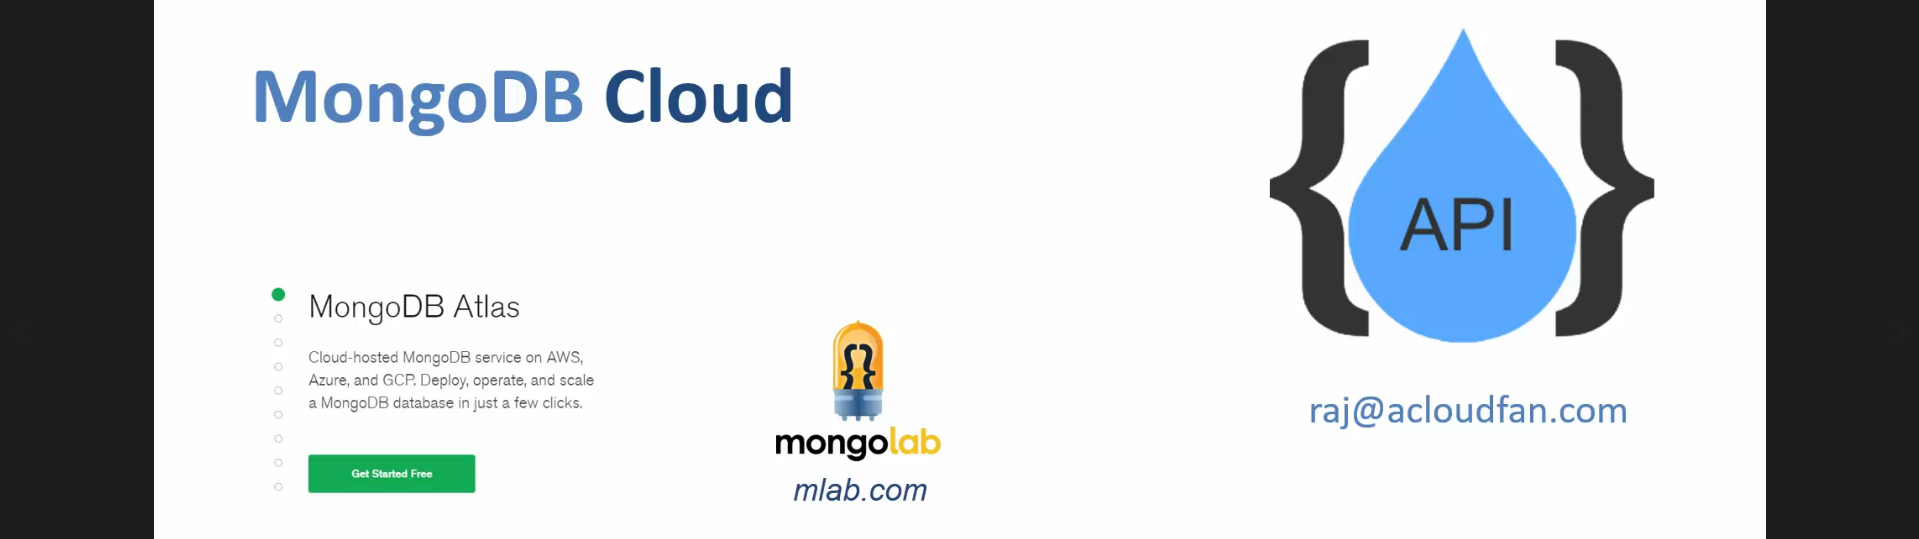 MongoDB Cloud
MongoDB Atlas
Cloud-hosted MongoDB service on AWS,
Azure, and GCP. Deploy, operate, and scale
a MongoDB database in just a few clicks.
Get Started Free
{}
mongolab
mlab.com
{ API }
raj@acloudfan.com